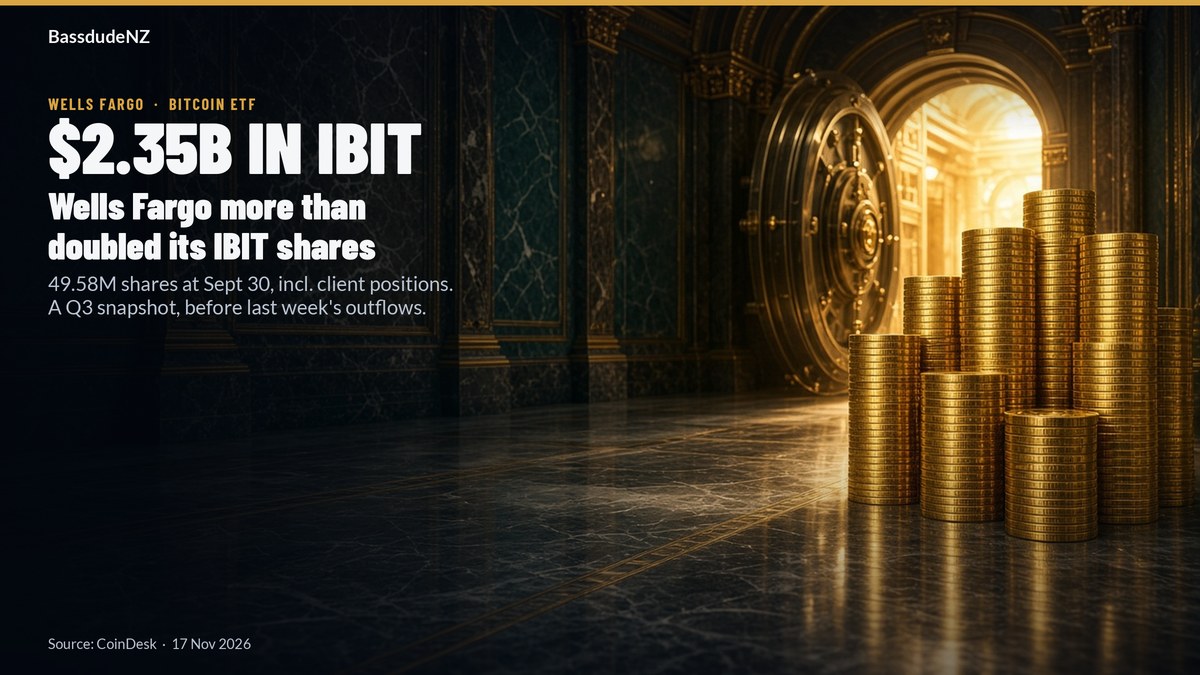 BassdudeNZ
WELLS FARGO · BITCOIN ETF
$2.35B IN IBIT
Wells Fargo more than
doubled its IBIT shares
49.58M shares at Sept 30, incl. client positions.
A Q3 snapshot, before last week's outflows.
Source: CoinDesk · 17 Nov 2026